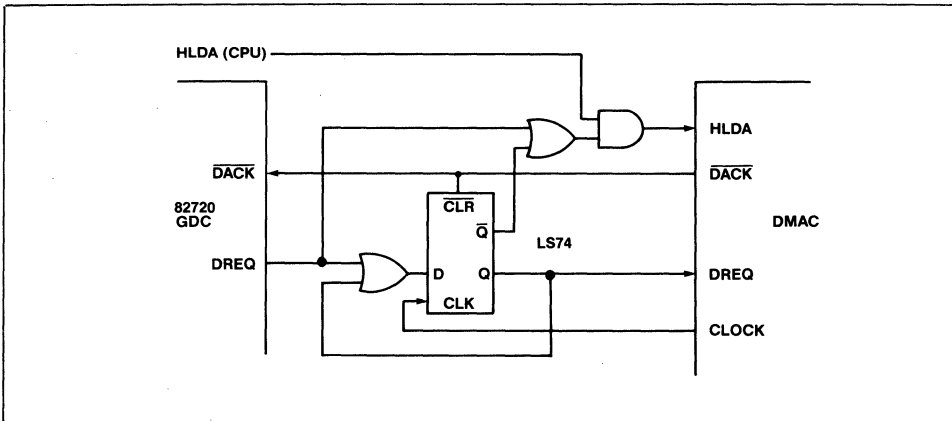 HLDA (CPU)
HLDA
DACK
DACK
CLR
82720
GDC
Q
LS74
DMAC
DREQ
D
Q
DREQ
CLK
CLOCK